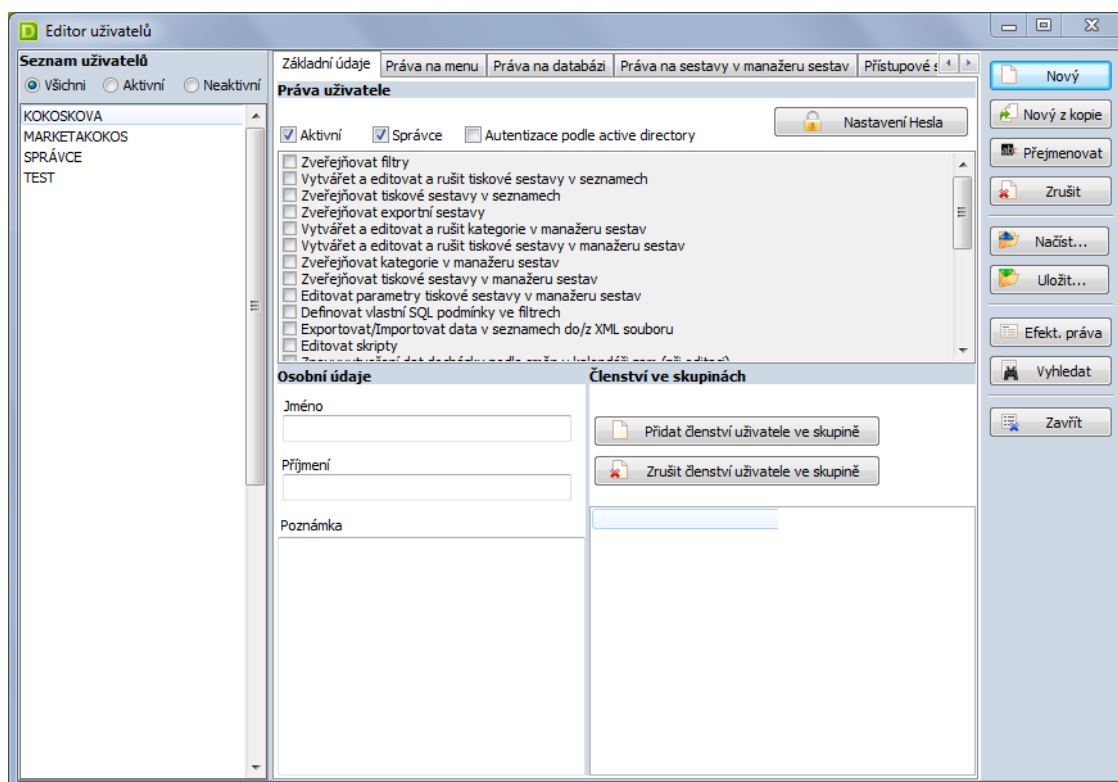 Editor uživatelů
Seznam uživatelů
Všichni Aktivní Neaktivní
KOKOSKOVA
MARKETAKOKOS
SPRÁVCE
TEST
Základní údaje Práva na menu Práva na databázi Práva na sestavy v manažeru sestav Přístupové
Práva uživatele
Aktivní Správce Autentizace podle active directory Nastavení Hesla
Zveřejňovat filtry
Vytvářet a editovat a rušit tiskové sestavy v seznamech
Zveřejňovat tiskové sestavy v seznamech
Zveřejňovat exportní sestavy
Vytvářet a editovat a rušit kategorie v manažeru sestav
Vytvářet a editovat a rušit tiskové sestavy v manažeru sestav
Zveřejňovat kategorie v manažeru sestav
Zveřejňovat tiskové sestavy v manažeru sestav
Editovat parametry tiskové sestavy v manažeru sestav
Definovat vlastní SQL podmínky ve filtrech
Exportovat/Importovat data v seznamech do/z XML souboru
Editovat skripty
Osobní údaje
Jméno
Příjmení
Poznámka
Členství ve skupinách
Přidat členství uživatele ve skupině
Zrušit členství uživatele ve skupině
Nový
Nový z kopie
Přejmenovat
Zrušit
Načíst...
Uložit...
Efekt. práva
Vyhledat
Zavřít